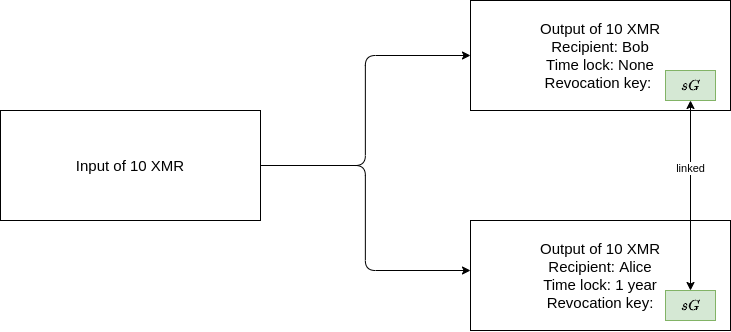 Output of 10 XMR
Recipient: Bob
Time lock: None
Revocation key: sG
Input of 10 XMR
linked
Output of 10 XMR
Recipient: Alice
Time lock: 1 year
Revocation key: sG